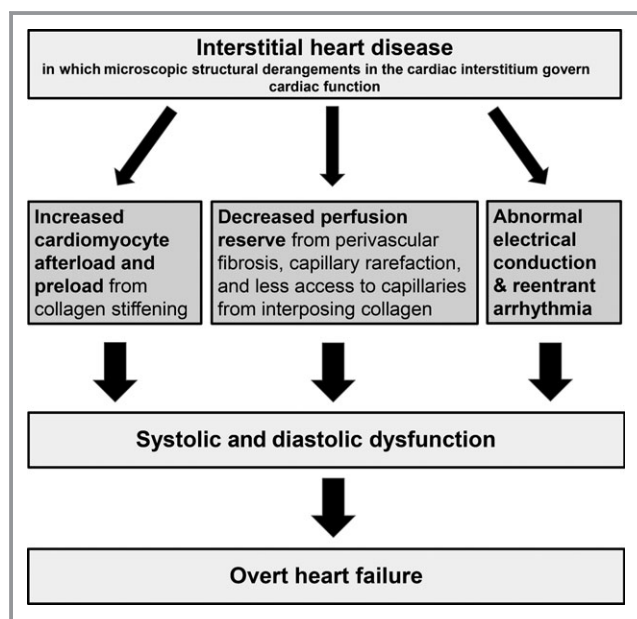 Interstitial heart disease
in which microscopic structural derangements in the cardiac interstitium govern
cardiac function
Increased
cardiomyocyte
afterload and
preload from
collagen stiffening
Decreased perfusion
reserve from perivascular
fibrosis, capillary rarefaction,
and less access to capillaries
from interposing collagen
Abnormal
electrical
conduction
& reentrant
arrhythmia
Systolic and diastolic dysfunction
Overt heart failure